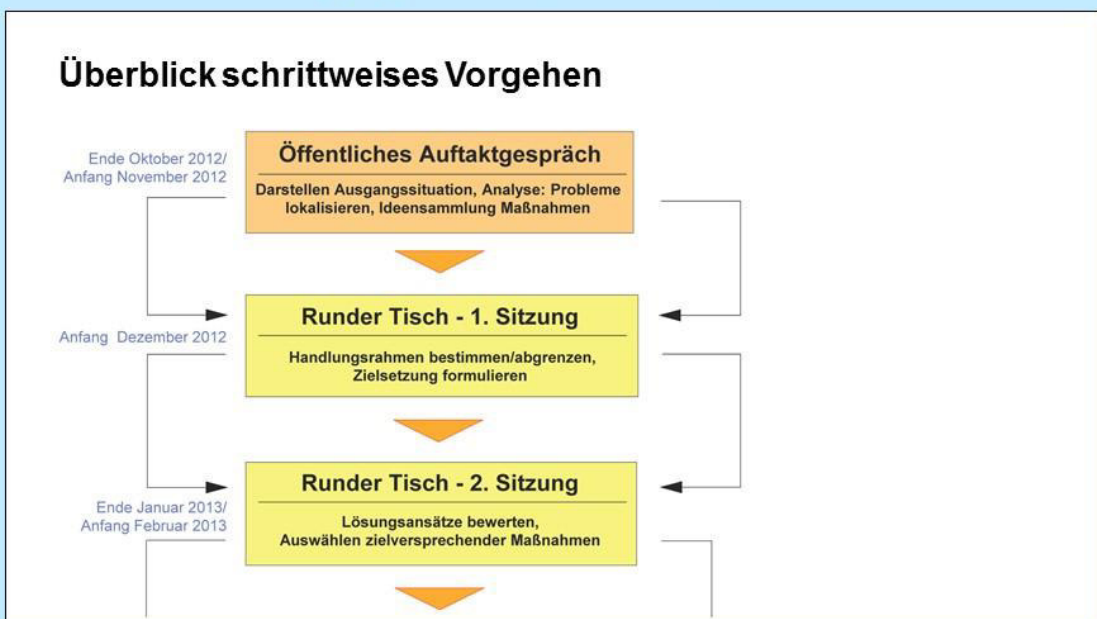 Überblick schrittweises Vorgehen
Ende Oktober 2012/
Anfang November 2012
Öffentliches Auftaktgespräch
Darstellen Ausgangssituation, Analyse: Probleme
lokalisieren, Ideensammlung Maßnahmen
Anfang Dezember 2012
Runder Tisch - 1. Sitzung
Handlungsrahmen bestimmen/abgrenzen,
Zielsetzung formulieren
Ende Januar 2013/
Anfang Februar 2013
Runder Tisch - 2. Sitzung
Lösungsansätze bewerten,
Auswählen zielversprechender Maßnahmen